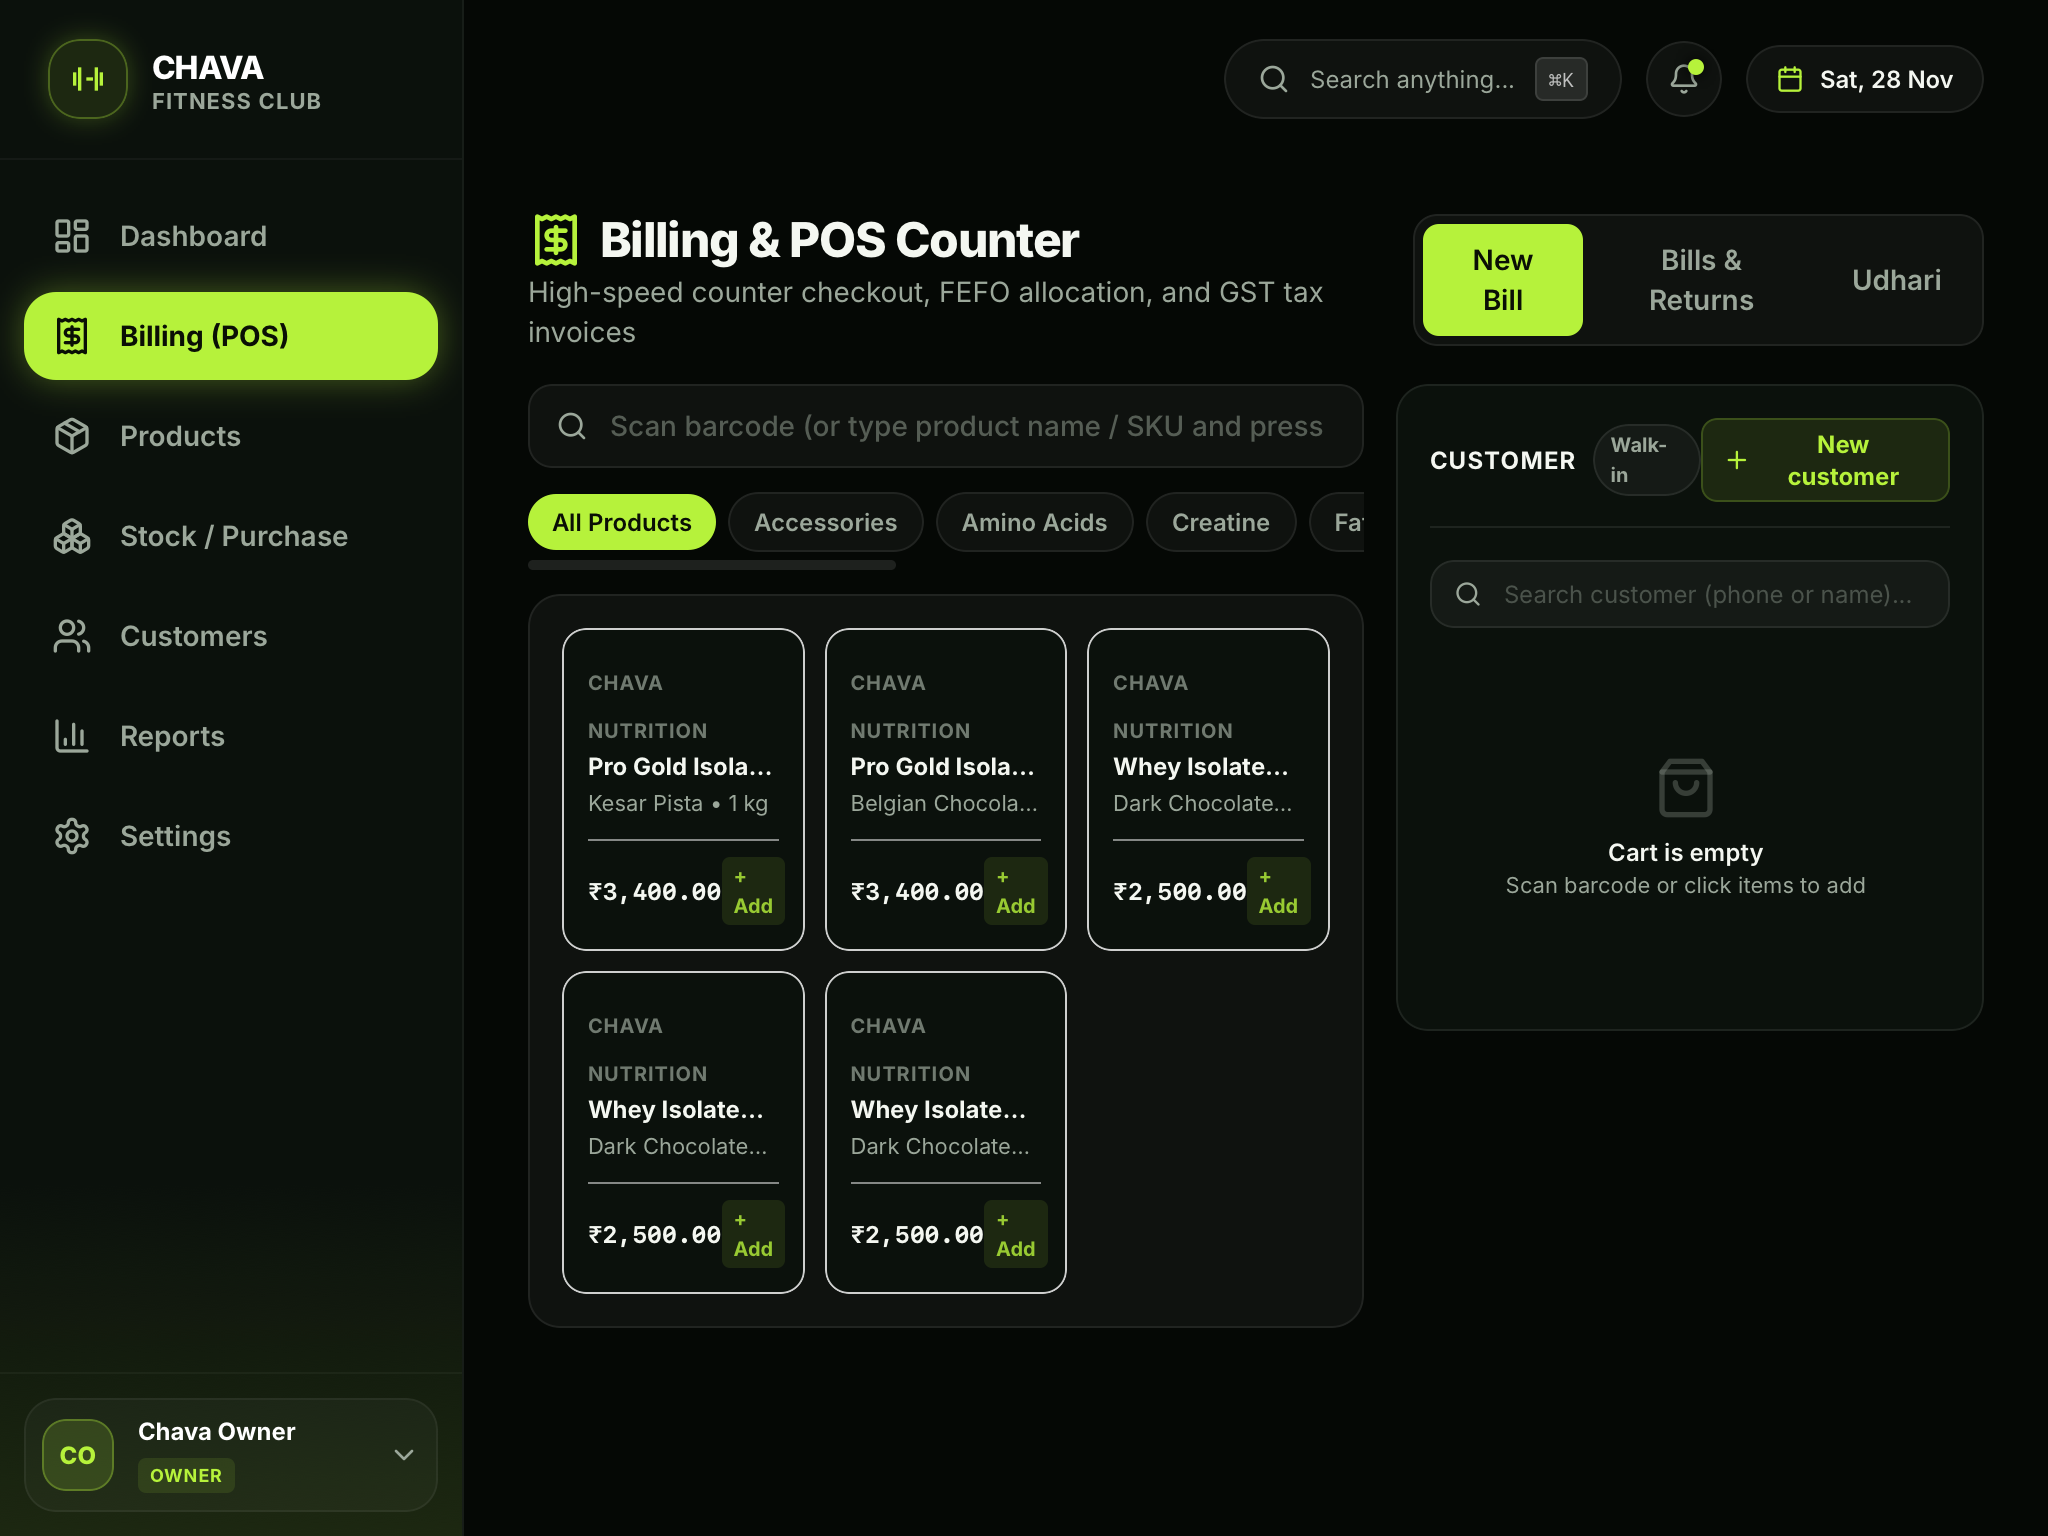 CHAVA
FITNESS CLUB
Search anything...
⌘K
Sat, 28 Nov
Dashboard
Billing (POS)
Products
Stock / Purchase
Customers
Reports
Settings
Chava Owner
CO
OWNER
Billing & POS Counter
High-speed counter checkout, FEFO allocation, and GST tax
invoices
New
Bill
Bills &
Returns
Udhari
Scan barcode (or type product name / SKU and press
All Products
Accessories
Amino Acids
Creatine
Fa
CHAVA
NUTRITION
Pro Gold Isola...
Kesar Pista • 1 kg
₹3,400.00
+
Add
CHAVA
NUTRITION
Pro Gold Isola...
Belgian Chocola...
₹3,400.00
+
Add
CHAVA
NUTRITION
Whey Isolate...
Dark Chocolate...
₹2,500.00
+
Add
CHAVA
NUTRITION
Whey Isolate...
Dark Chocolate...
₹2,500.00
+
Add
CHAVA
NUTRITION
Whey Isolate...
Dark Chocolate...
₹2,500.00
+
Add
CUSTOMER
Walk-
in
+ New
customer
Search customer (phone or name)...
Cart is empty
Scan barcode or click items to add